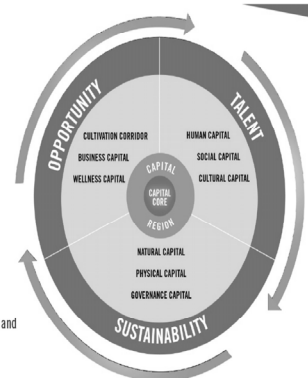 OPPORTUNITY
TALENT
CULTIVATION CORRIDOR
BUSINESS CAPITAL
WELLNESS CAPITAL
HUMAN CAPITAL
SOCIAL CAPITAL
CULTURAL CAPITAL
CAPITAL
CAPITAL
CORE
REGION
NATURAL CAPITAL
PHYSICAL CAPITAL
GOVERNANCE CAPITAL
and
SUSTAINABILITY